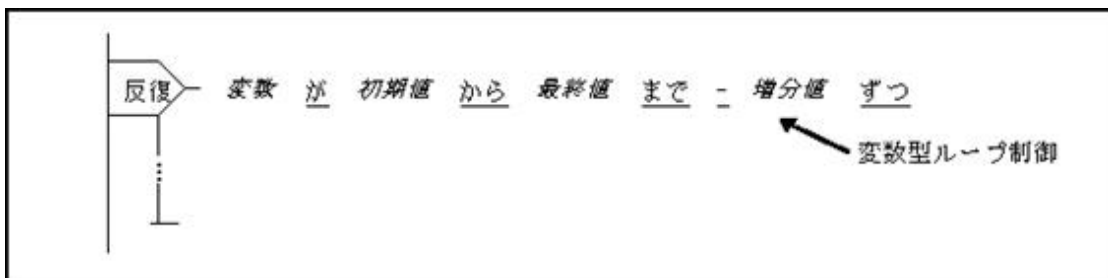 反復 変数 が 初期値 から 最終値 まで - 増分値 ずつ
変数型ループ制御